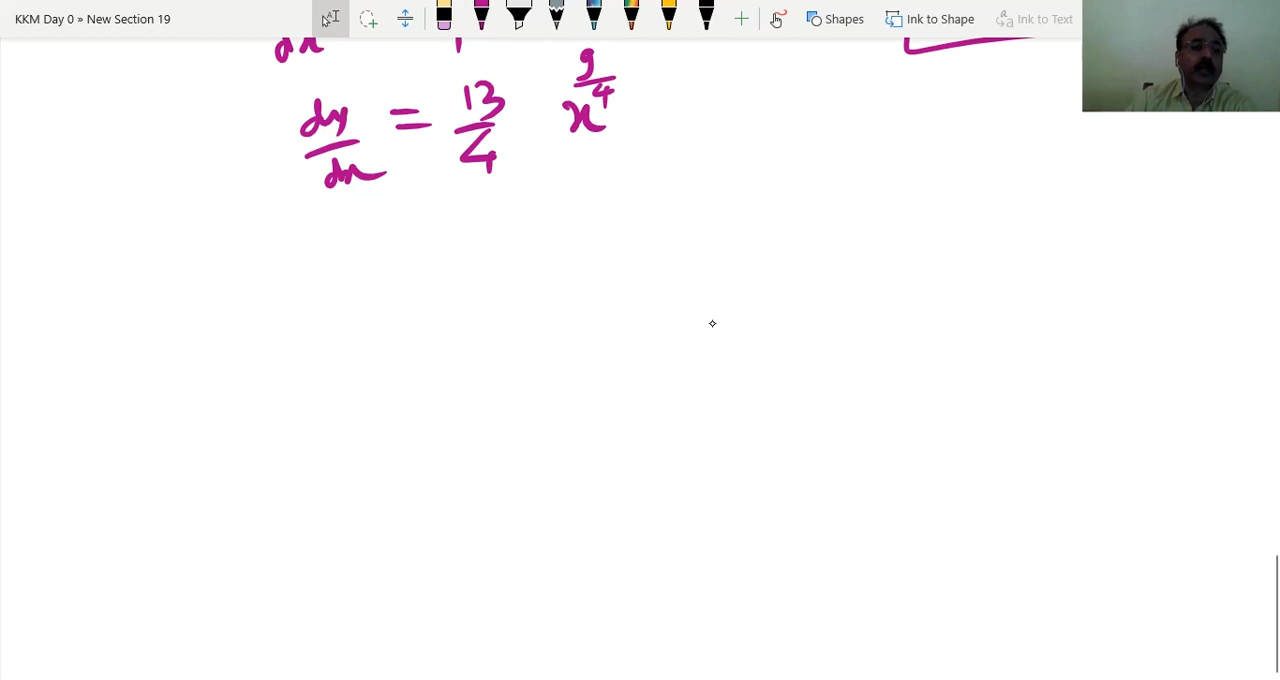 KKM Day 0 » New Section 19
Shapes
Ink to Shape
Ink to Text
dx
dy/dx = 13/4 x^9/4